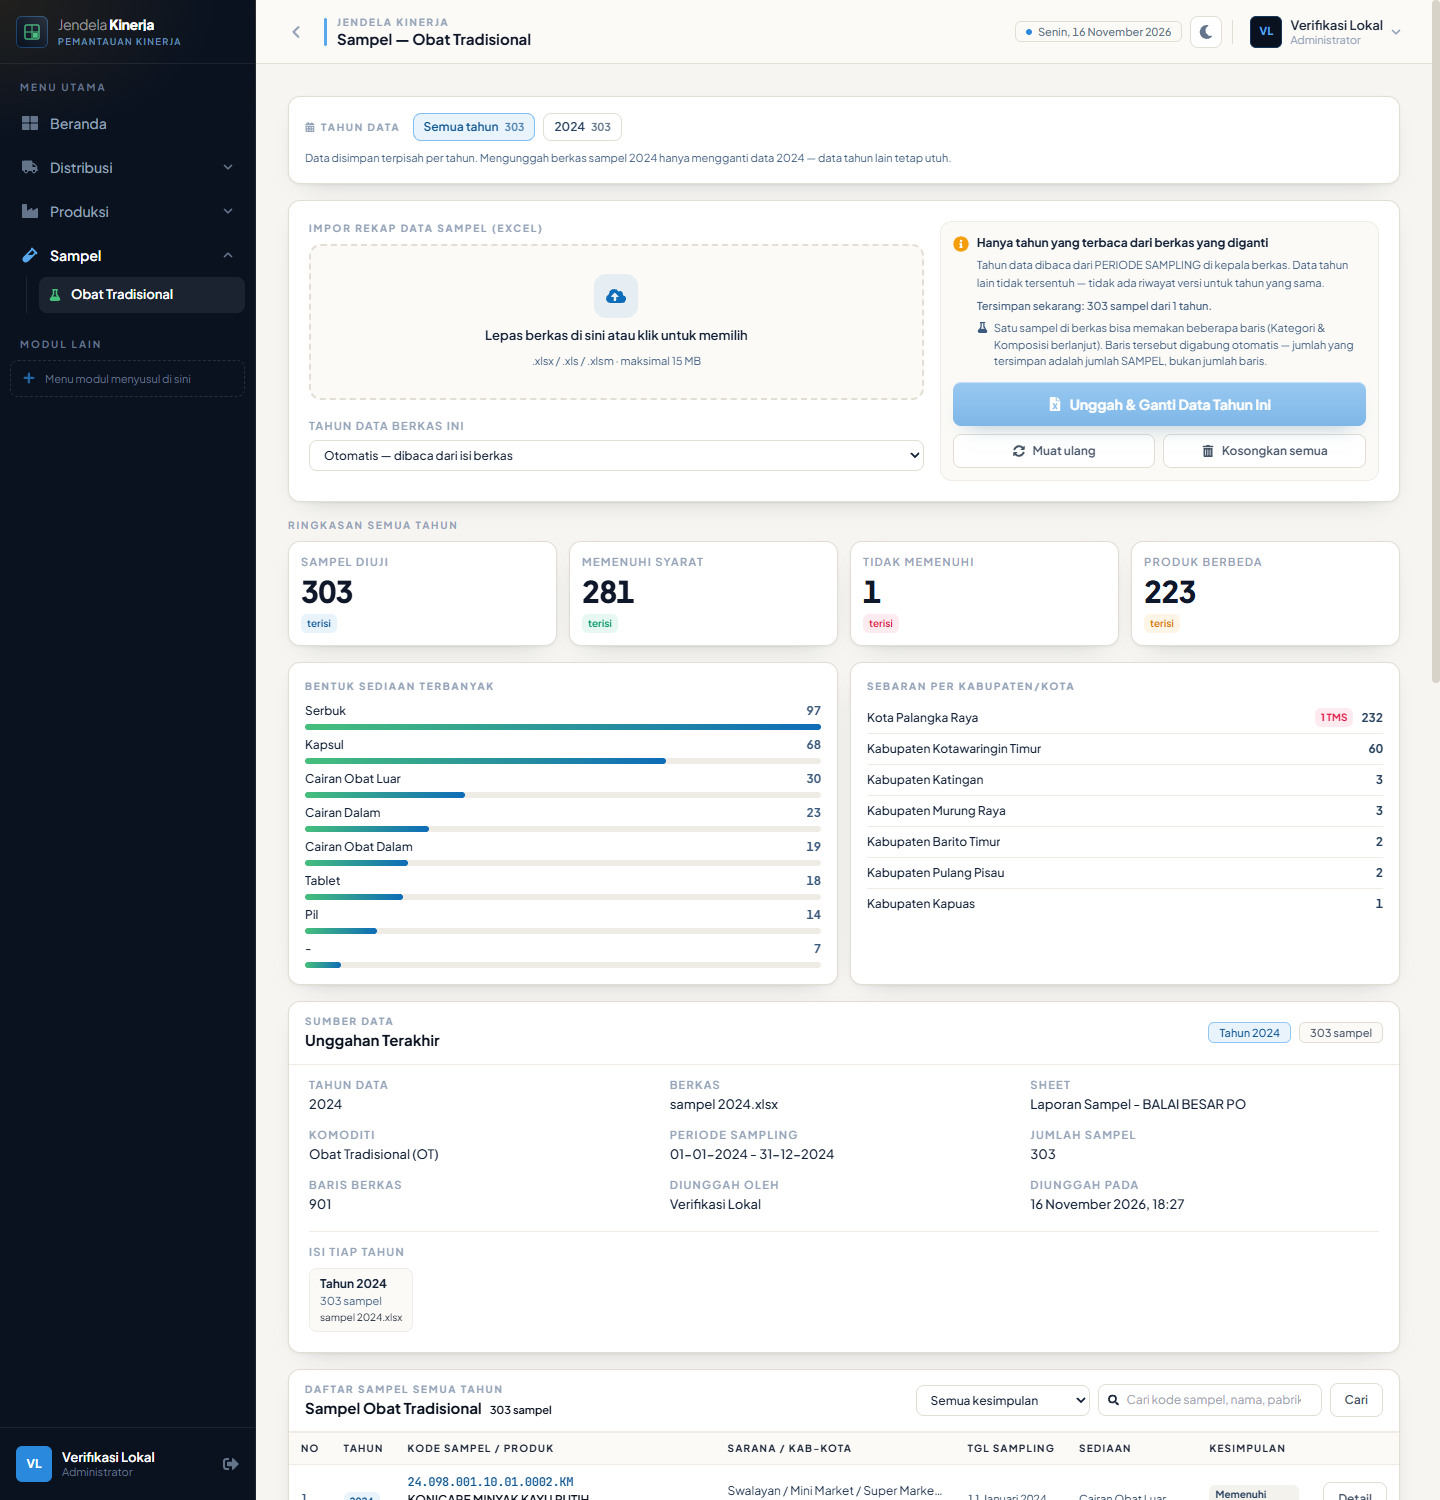 Jendela Kinerja
PEMANTAUAN KINERJA
MENU UTAMA
Beranda
Distribusi
Produksi
Sampel
Obat Tradisional
MODUL LAIN
Menu modul menyusul di sini
VL
Verifikasi Lokal
Administrator
JENDELA KINERJA
Sampel — Obat Tradisional
Senin, 16 November 2026
VL
Verifikasi Lokal
Administrator
TAHUN DATA
Semua tahun 303
2024 303
Data disimpan terpisah per tahun. Mengunggah berkas sampel 2024 hanya mengganti data 2024 — data tahun lain tetap utuh.
IMPOR REKAP DATA SAMPEL (EXCEL)
Lepas berkas di sini atau klik untuk memilih
.xlsx / .xls / .xlsm · maksimal 15 MB
TAHUN DATA BERKAS INI
Otomatis — dibaca dari isi berkas
Hanya tahun yang terbaca dari berkas yang diganti
Tahun data dibaca dari PERIODE SAMPLING di kepala berkas. Data tahun
lain tidak tersentuh — tidak ada riwayat versi untuk tahun yang sama.
Tersimpan sekarang: 303 sampel dari 1 tahun.
Satu sampel di berkas bisa memakan beberapa baris (Kategori &
Komposisi berlanjut). Baris tersebut digabung otomatis — jumlah yang
tersimpan adalah jumlah SAMPEL, bukan jumlah baris.
Unggah & Ganti Data Tahun Ini
Muat ulang
Kosongkan semua
RINGKASAN SEMUA TAHUN
SAMPEL DIUJI
303
terisi
MEMENUHI SYARAT
281
terisi
TIDAK MEMENUHI
1
terisi
PRODUK BERBEDA
223
terisi
BENTUK SEDIAAN TERBANYAK
Serbuk 97
Kapsul 68
Cairan Obat Luar 30
Cairan Dalam 23
Cairan Obat Dalam 19
Tablet 18
Pil 14
- 7
SEBARAN PER KABUPATEN/KOTA
Kota Palangka Raya 1 TMS 232
Kabupaten Kotawaringin Timur 60
Kabupaten Katingan 3
Kabupaten Murung Raya 3
Kabupaten Barito Timur 2
Kabupaten Pulang Pisau 2
Kabupaten Kapuas 1
SUMBER DATA
Unggahan Terakhir
Tahun 2024
303 sampel
TAHUN DATA
2024
BERKAS
sampel 2024.xlsx
SHEET
Laporan Sampel - BALAI BESAR PO
KOMODITI
Obat Tradisional (OT)
PERIODE SAMPLING
01-01-2024 - 31-12-2024
JUMLAH SAMPEL
303
BARIS BERKAS
901
DIUNGGAH OLEH
Verifikasi Lokal
DIUNGGAH PADA
16 November 2026, 18:27
ISI TIAP TAHUN
Tahun 2024
303 sampel
sampel 2024.xlsx
DAFTAR SAMPEL SEMUA TAHUN
Sampel Obat Tradisional 303 sampel
Semua kesimpulan
Cari kode sampel, nama, pabrik
Cari
NO TAHUN KODE SAMPEL / PRODUK SARANA / KAB-KOTA TGL SAMPLING SEDIAAN KESIMPULAN
24.098.001.10.01.0002.KM
1 2024 KONICARE MINYAK KAYU PUTIH Swalayan / Mini Market / Super Marke... 11 Januari 2024 Cairan Obat Luar Memenuhi Detail